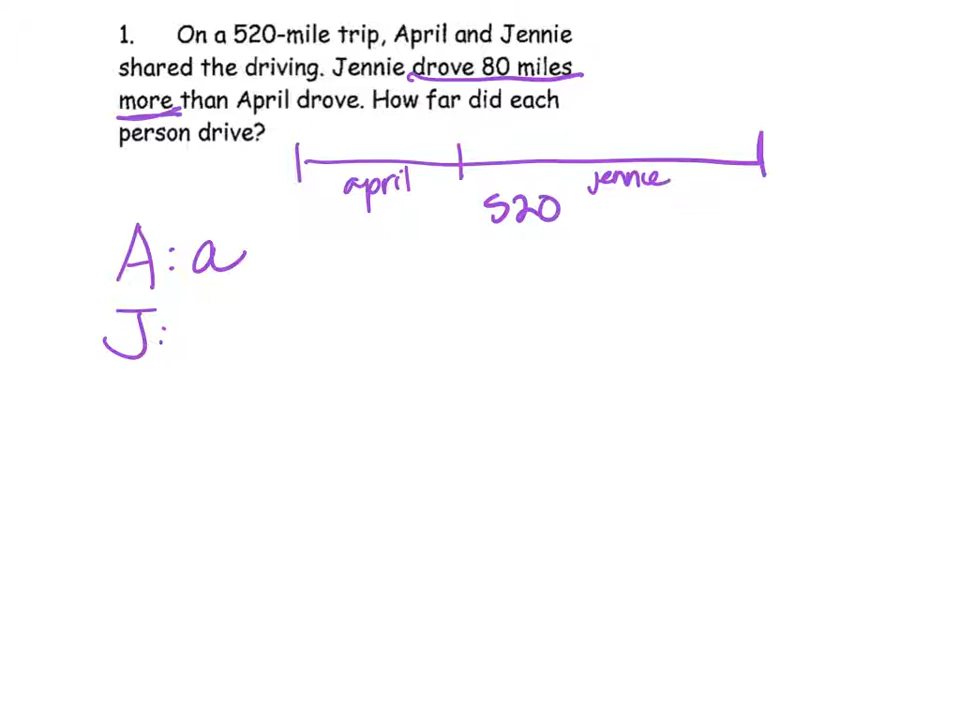 1. On a 520-mile trip, April and Jennie
shared the driving. Jennie drove 80 miles
more than April drove. How far did each
person drive?
april jennie
520
A: a
J: